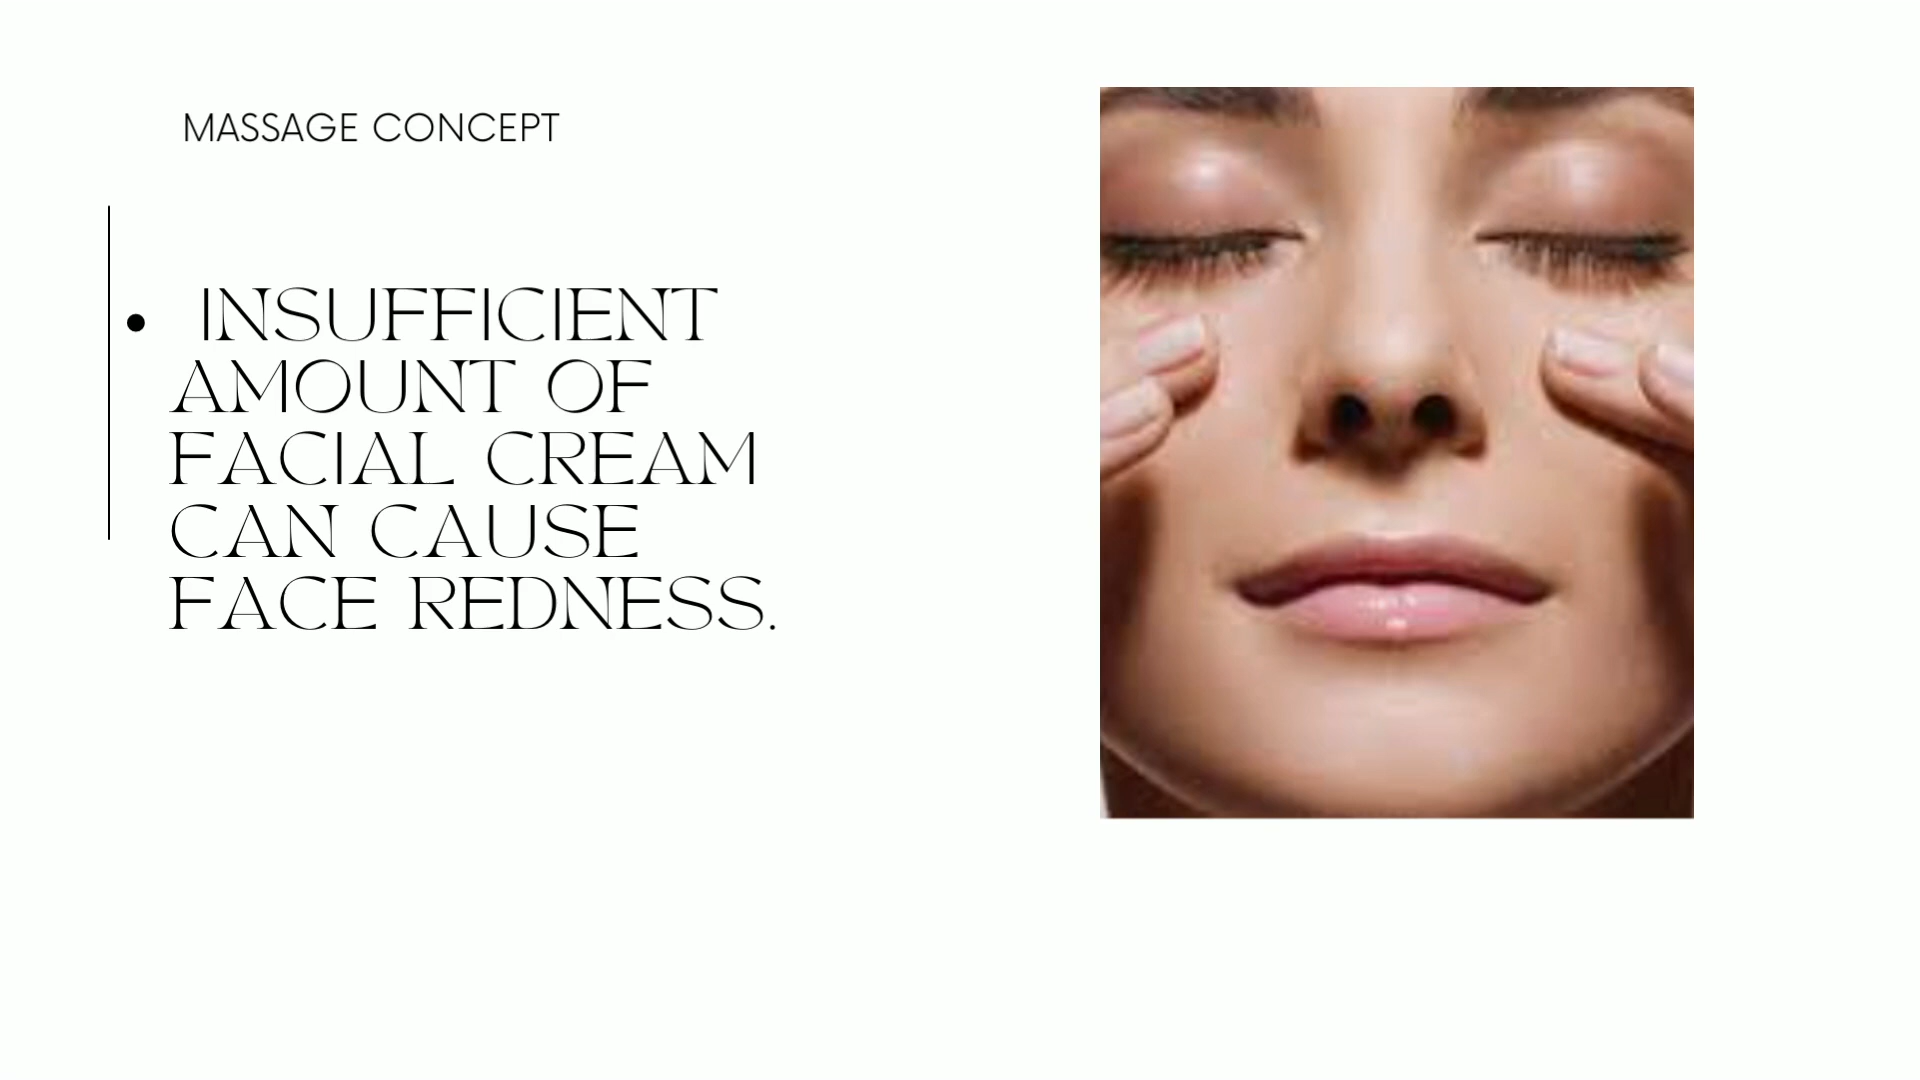 MASSAGE CONCEPT
• INSUFFICIENT
AMOUNT OF
FACIAL CREAM
CAN CAUSE
FACE REDNESS.